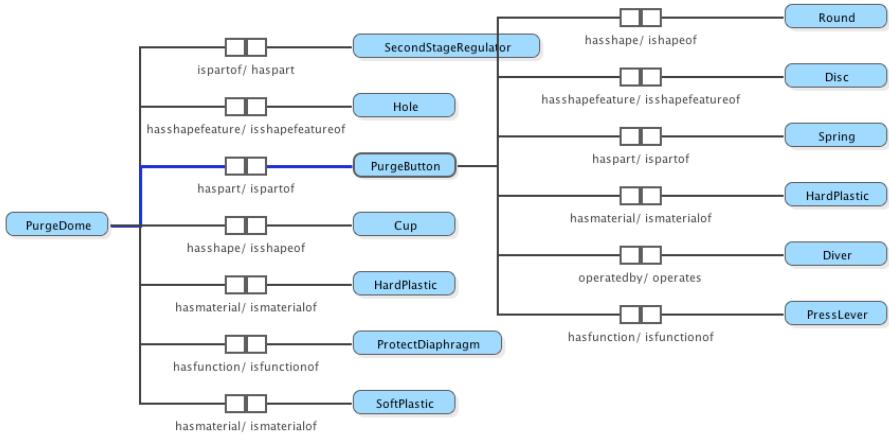 PurgeDome
SecondStageRegulator
ispartof/ haspart
Hole
hasshapefeature/ isshapefeatureof
PurgeButton
haspart/ ispartof
Cup
hasshape/ isshapeof
HardPlastic
hasmaterial/ ismaterialof
ProtectDiaphragm
hasfunction/ isfunctionof
SoftPlastic
hasmaterial/ ismaterialof
Round
hasshape/ ishapeof
Disc
hasshapefeature/ isshapefeatureof
Spring
haspart/ ispartof
HardPlastic
hasmaterial/ ismaterialof
Diver
operatedby/ operates
PressLever
hasfunction/ isfunctionof